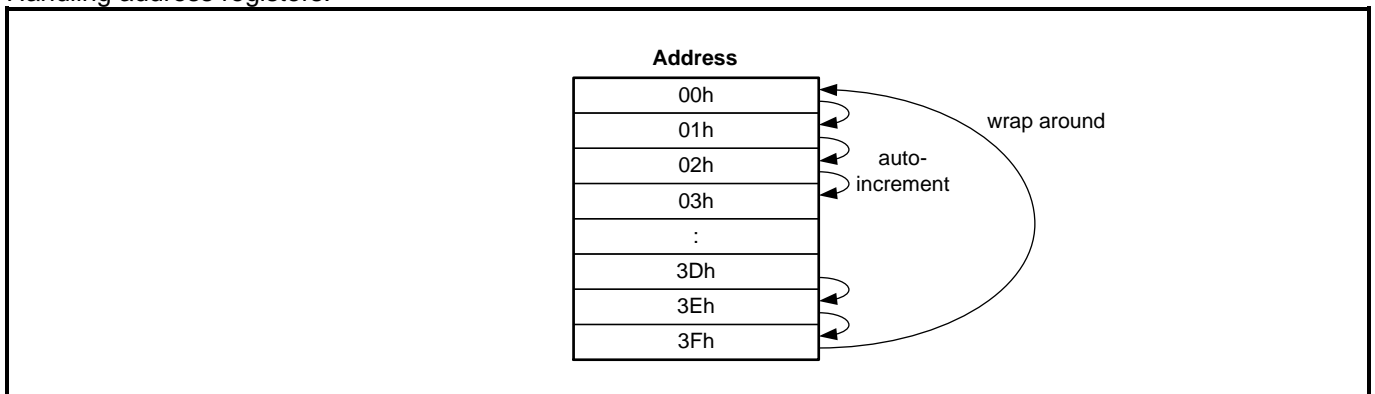 Handling address registers:
Address
00h
01h
02h
03h
:
3Dh
3Eh
3Fh
wrap around
auto-
increment